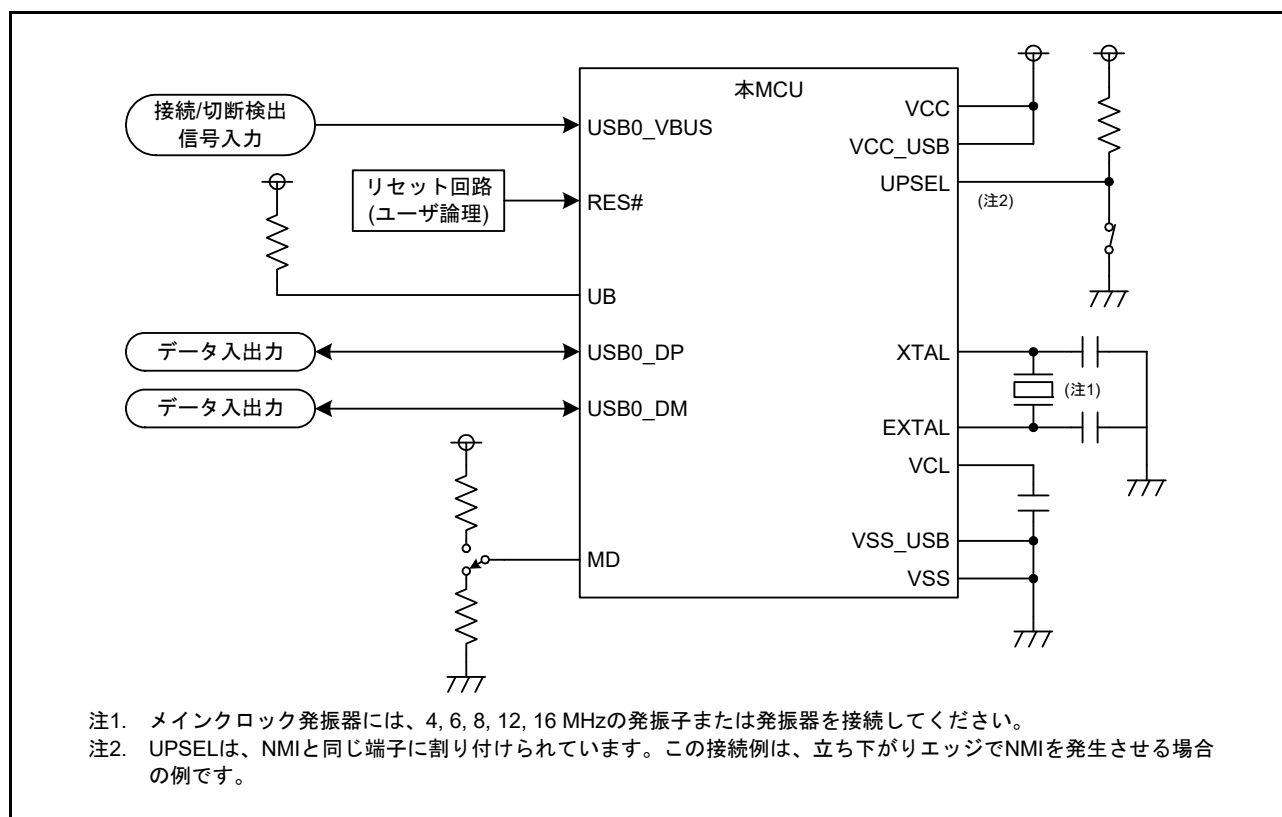 本MCU
接続/切断検出
信号入力
USB0_VBUS
リセット回路
(ユーザ論理)
RES#
UB
データ入出力
USB0_DP
データ入出力
USB0_DM
MD
VCC
VCC_USB
UPSEL
(注2)
XTAL
(注1)
EXTAL
VCL
VSS_USB
VSS
注1. メインクロック発振器には、4, 6, 8, 12, 16 MHzの発振子または発振器を接続してください。
注2. UPSELは、NMIと同じ端子に割り付けられています。この接続例は、立ち下がりエッジでNMIを発生させる場合
の例です。